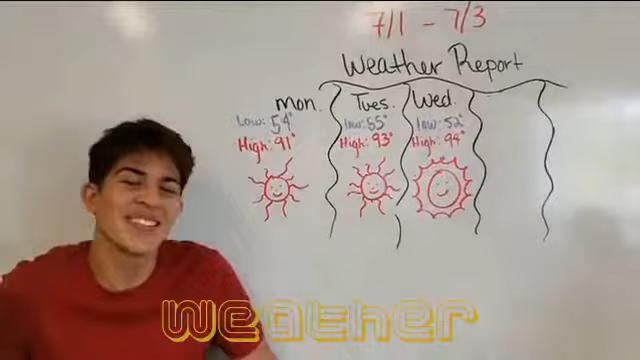 7/1 - 7/3
Weather Report
Mon. Tues. Wed.
Low: 54° Low: 55° Low: 52°
High: 91° High: 93° High: 94°
Weather